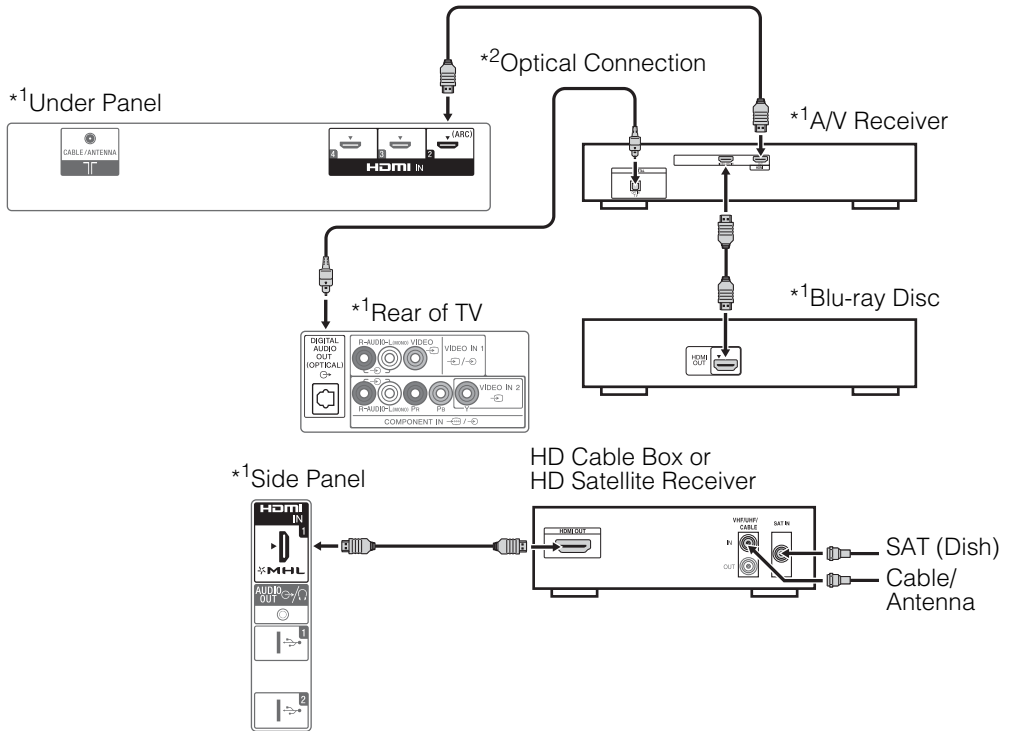 *2Optical Connection
*1Under Panel
CABLE/ANTENNA
4
3
2
(ARC)
HDMI IN
*1A/V Receiver
*1Rear of TV
DIGITAL
AUDIO
OUT
(OPTICAL)
R-AUDIO-L(MONO) VIDEO
VIDEO IN 1
VIDEO IN 2
R-AUDIO-L(MONO) PR PB Y
COMPONENT IN
*1Blu-ray Disc
HDMI
OUT
*1Side Panel
HDMI
IN
1
MHL
AUDIO
OUT
1
2
HD Cable Box or
HD Satellite Receiver
HDMI OUT
VHF/UHF/
CABLE
SAT IN
IN
OUT
SAT (Dish)
Cable/
Antenna